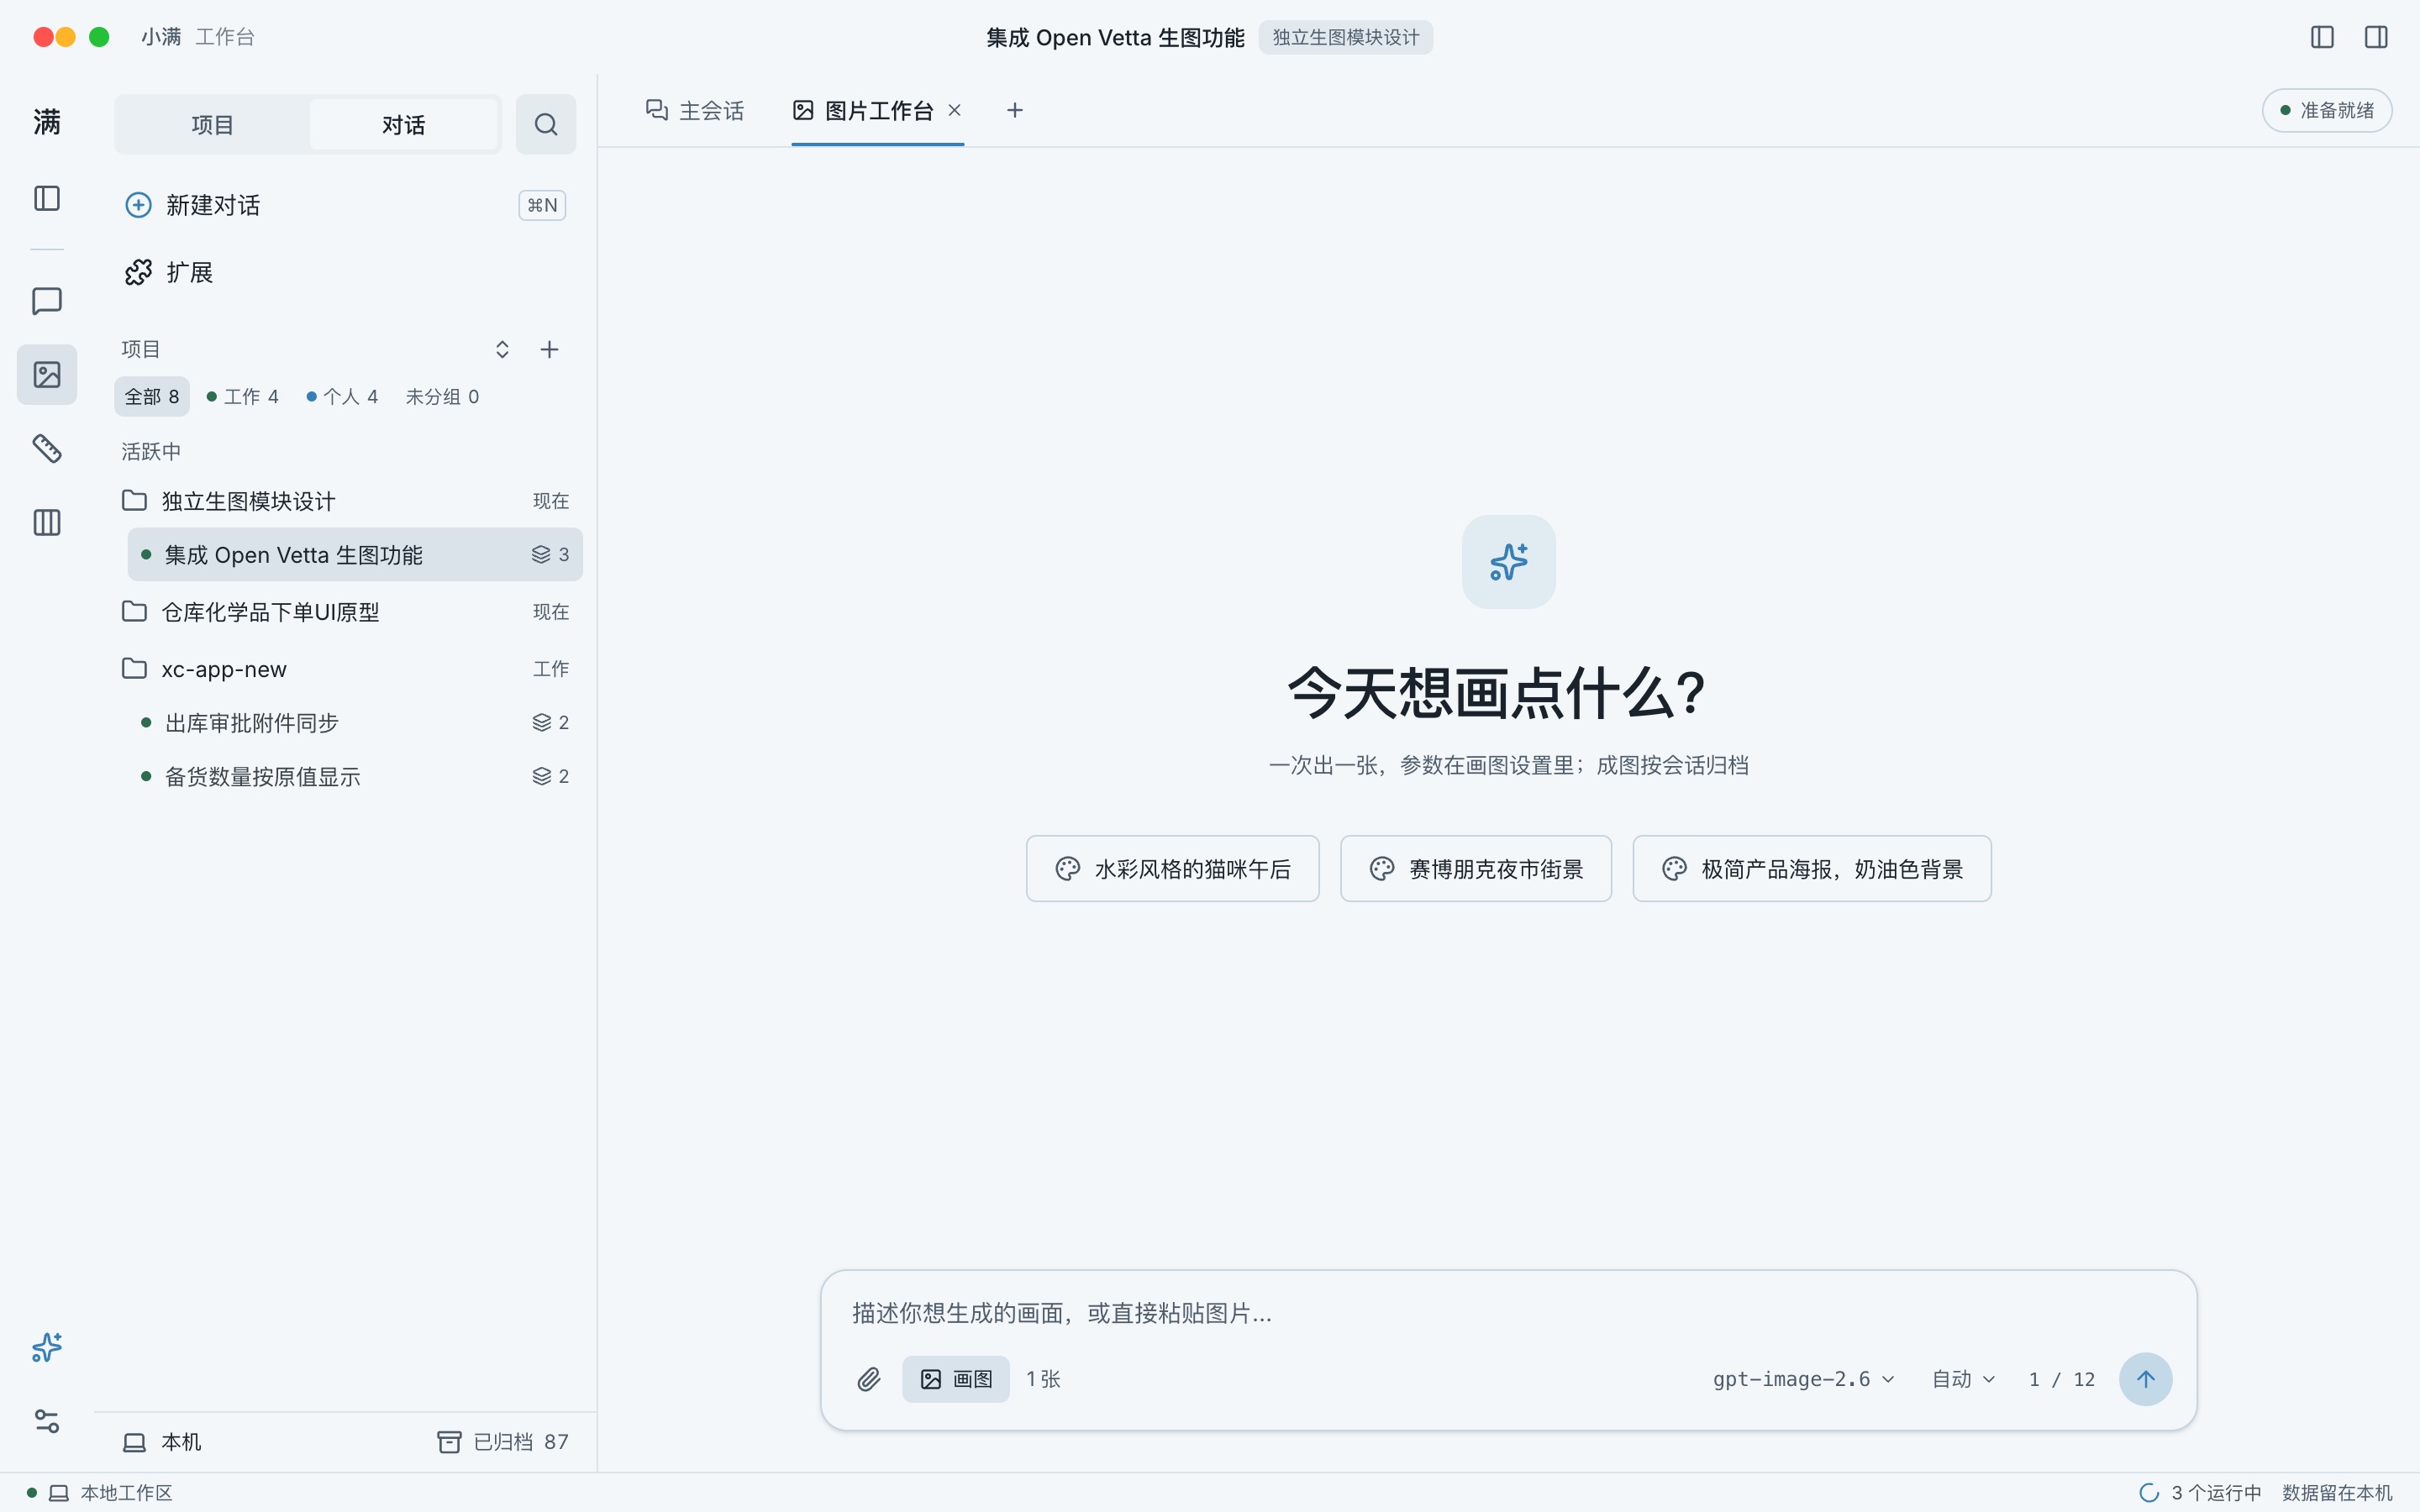 小满 工作台
集成 Open Vetta 生图功能 独立生图模块设计
满
项目 对话
新建对话 ⌘N
扩展
项目
全部 8 工作 4 个人 4 未分组 0
活跃中
独立生图模块设计 现在
集成 Open Vetta 生图功能 3
仓库化学品下单UI原型 现在
xc-app-new 工作
出库审批附件同步 2
备货数量按原值显示 2
本机 已归档 87
主会话 图片工作台
准备就绪
今天想画点什么?
一次出一张，参数在画图设置里；成图按会话归档
水彩风格的猫咪午后 赛博朋克夜市街景 极简产品海报，奶油色背景
描述你想生成的画面，或直接粘贴图片...
画图 1 张 gpt-image-2.6 自动 1 / 12
本地工作区 3 个运行中 数据留在本机